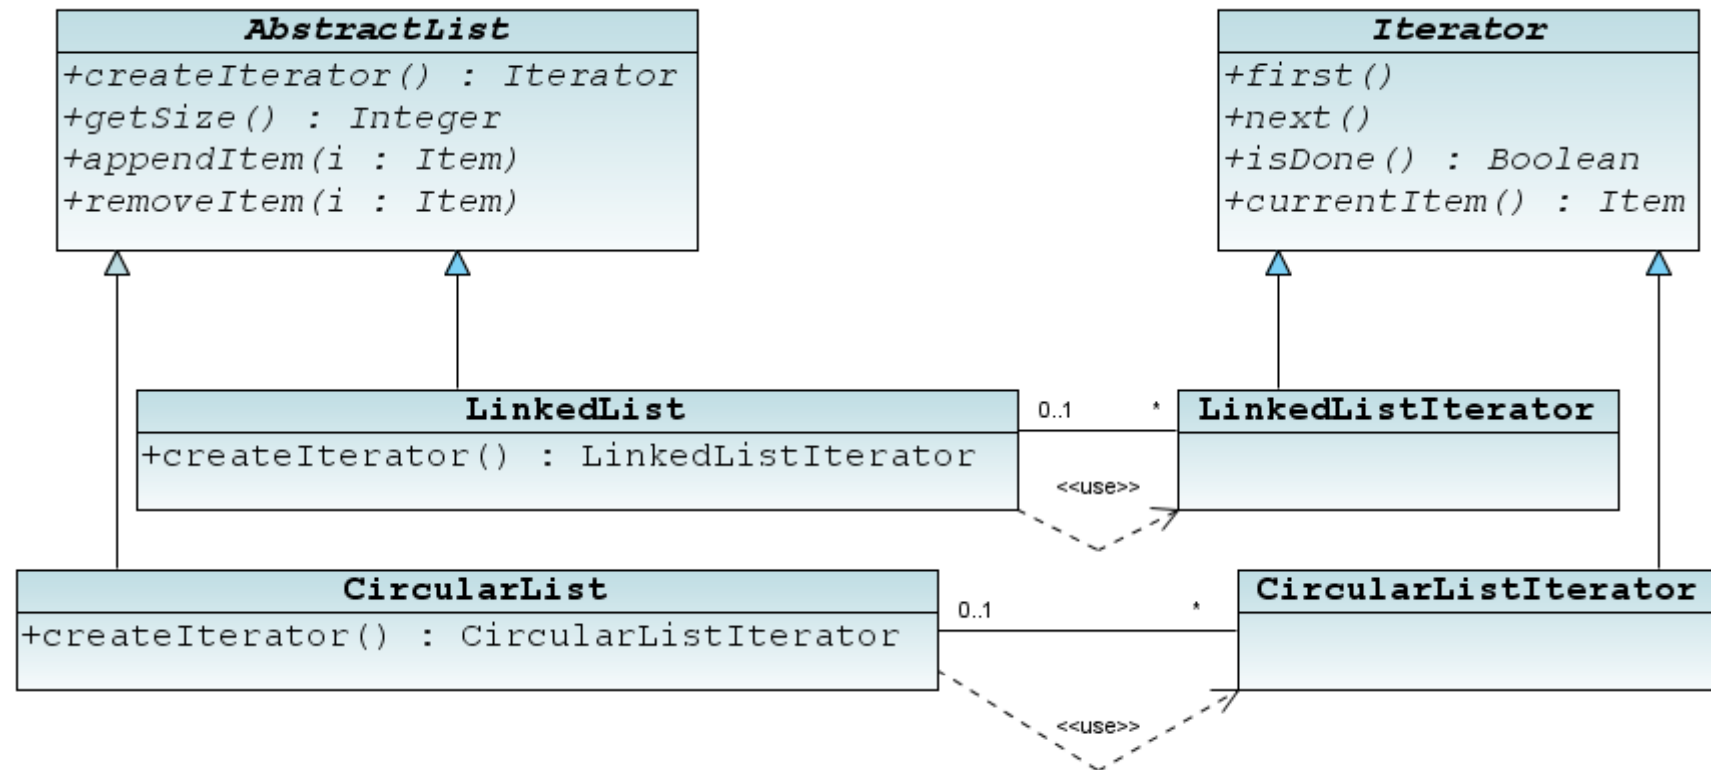 AbstractList
+createIterator() : Iterator
+getSize() : Integer
+appendItem(i : Item)
+removeItem(i : Item)
Iterator
+first()
+next()
+isDone() : Boolean
+currentItem() : Item
LinkedList
+createIterator() : LinkedListIterator
0..1
*
<<use>>
LinkedListIterator
CircularList
+createIterator() : CircularListIterator
0..1
*
<<use>>
CircularListIterator